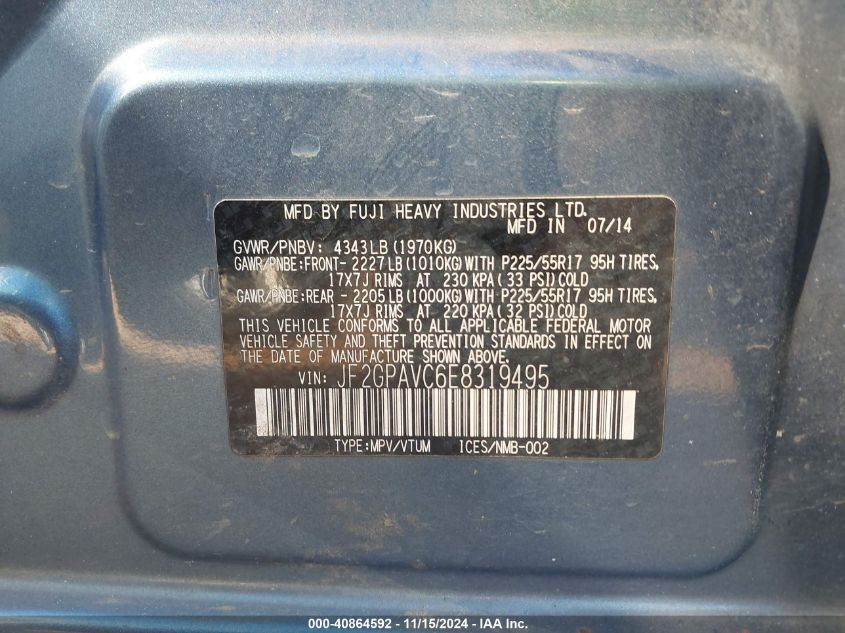 MFD BY FUJI HEAVY INDUSTRIES LTD.
MFD IN 07/14
GVWR/PNBV: 4343LB(1970KG)
GAWR/PNBE:FRONT- 2227LB(1010KG)WITH P225/55R17 95H TIRES,
17X7J RIMS AT 230 KPA(33 PSI)COLD
GAWR/PNBE:REAR - 2205LB(1000KG)WITH P225/55R17 95H TIRES,
17X7J RIMS AT 220 KPA(32 PSI)COLD
THIS VEHICLE CONFORMS TO ALL APPLICABLE FEDERAL MOTOR
VEHICLE SAFETY AND THEFT PREVENTION STANDARDS IN EFFECT ON
THE DATE OF MANUFACTURE SHOWN ABOVE.
VIN: JF2GPAVC6E8319495
TYPE:MPV/VTUM ICES/NMB-002
000-40864592 - 11/15/2024 - IAA Inc.